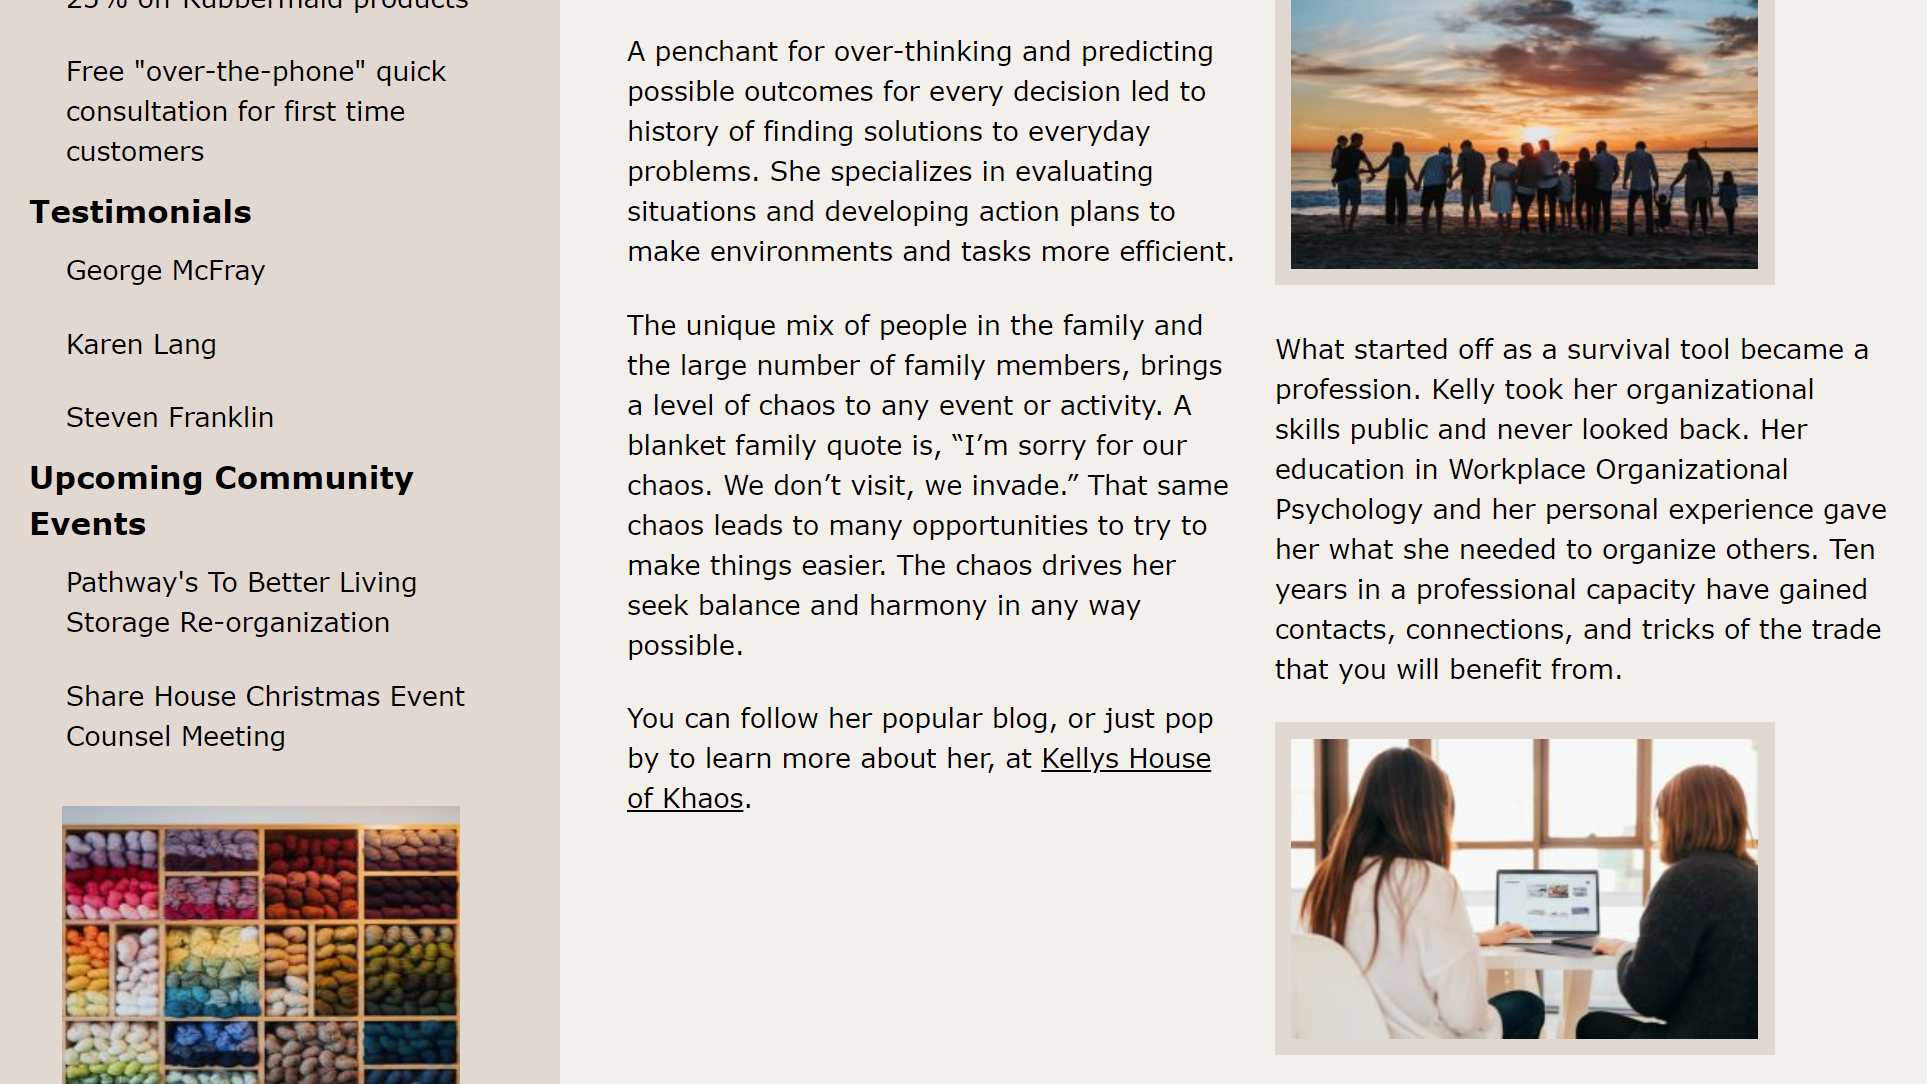 25% off Rubbermaid products
Free "over-the-phone" quick
consultation for first time
customers
Testimonials
George McFray
Karen Lang
Steven Franklin
Upcoming Community
Events
Pathway's To Better Living
Storage Re-organization
Share House Christmas Event
Counsel Meeting
A penchant for over-thinking and predicting
possible outcomes for every decision led to
history of finding solutions to everyday
problems. She specializes in evaluating
situations and developing action plans to
make environments and tasks more efficient.
The unique mix of people in the family and
the large number of family members, brings
a level of chaos to any event or activity. A
blanket family quote is, “I’m sorry for our
chaos. We don’t visit, we invade.” That same
chaos leads to many opportunities to try to
make things easier. The chaos drives her
seek balance and harmony in any way
possible.
You can follow her popular blog, or just pop
by to learn more about her, at Kellys House
of Khaos.
What started off as a survival tool became a
profession. Kelly took her organizational
skills public and never looked back. Her
education in Workplace Organizational
Psychology and her personal experience gave
her what she needed to organize others. Ten
years in a professional capacity have gained
contacts, connections, and tricks of the trade
that you will benefit from.